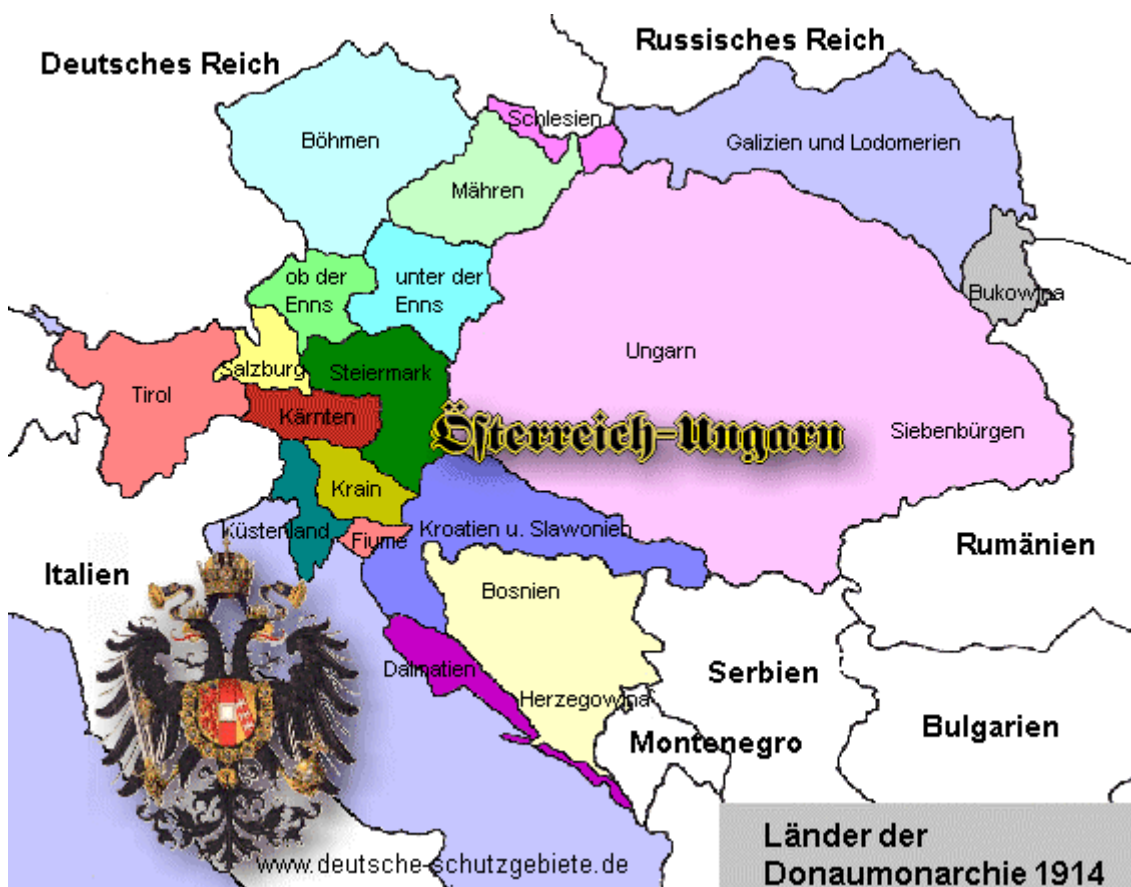 Deutsches Reich
Russisches Reich
Schlesien
Böhmen
Galizien und Lodomerien
Mähren
ob der
Enns
unter der
Enns
Bukowina
Ungarn
Salzburg
Steiermark
Tirol
Kärnten
Siebenbürgen
Österreich-Ungarn
Krain
Küstenland
Fiume
Kroatien u. Slawonien
Rumänien
Italien
Bosnien
Dalmatien
Serbien
Herzegowina
Bulgarien
Montenegro
www.deutsche-schutzgebiete.de
Länder der
Donaumonarchie 1914